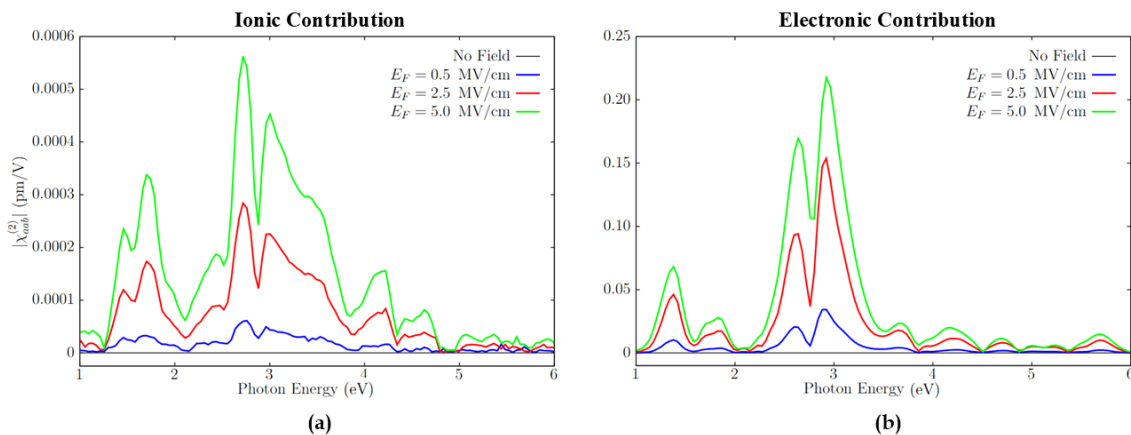 Ionic Contribution
0.0006
0.0005
0.0004
0.0003
0.0002
0.0001
0
|χ_aab^(2)| (pm/V)
No Field
E_F = 0.5 MV/cm
E_F = 2.5 MV/cm
E_F = 5.0 MV/cm
1 2 3 4 5 6
Photon Energy (eV)
(a)
Electronic Contribution
0.25
0.20
0.15
0.10
0.05
0
No Field
E_F = 0.5 MV/cm
E_F = 2.5 MV/cm
E_F = 5.0 MV/cm
1 2 3 4 5 6
Photon Energy (eV)
(b)